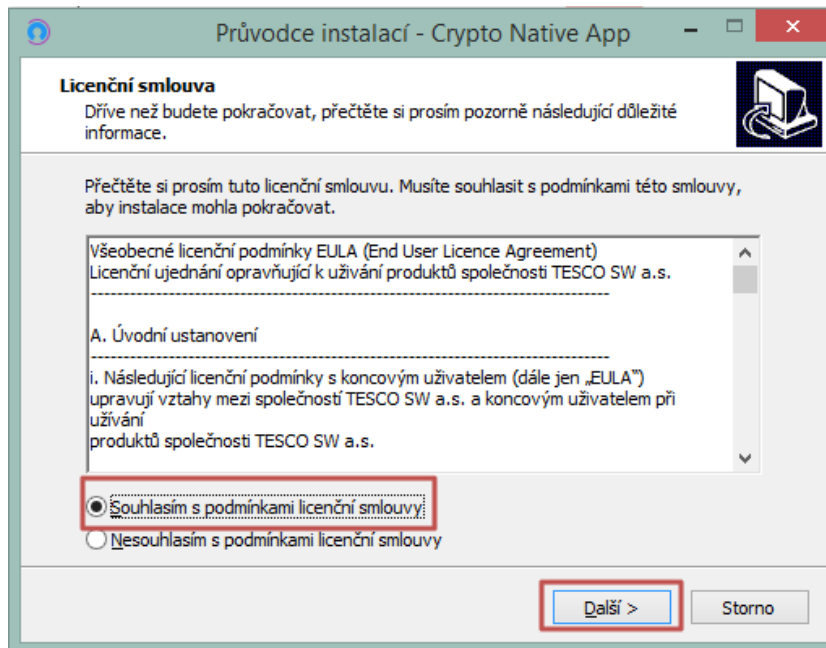 Průvodce instalací - Crypto Native App
Licenční smlouva
Dříve než budete pokračovat, přečtěte si prosím pozorně následující důležité
informace.
Přečtěte si prosím tuto licenční smlouvu. Musíte souhlasit s podmínkami této smlouvy,
aby instalace mohla pokračovat.
Všeobecné licenční podmínky EULA (End User Licence Agreement)
Licenční ujednání opravňující k uživání produktů společnosti TESCO SW a.s.
--------------------------------------------------------------------------------
A. Úvodní ustanovení
--------------------------------------------------------------------------------
i. Následující licenční podmínky s koncovým uživatelem (dále jen „EULA“)
upravují vztahy mezi společností TESCO SW a.s. a koncovým uživatelem při
užívání
produktů společnosti TESCO SW a.s.
Souhlasím s podmínkami licenční smlouvy
Nesouhlasím s podmínkami licenční smlouvy
Další >
Storno